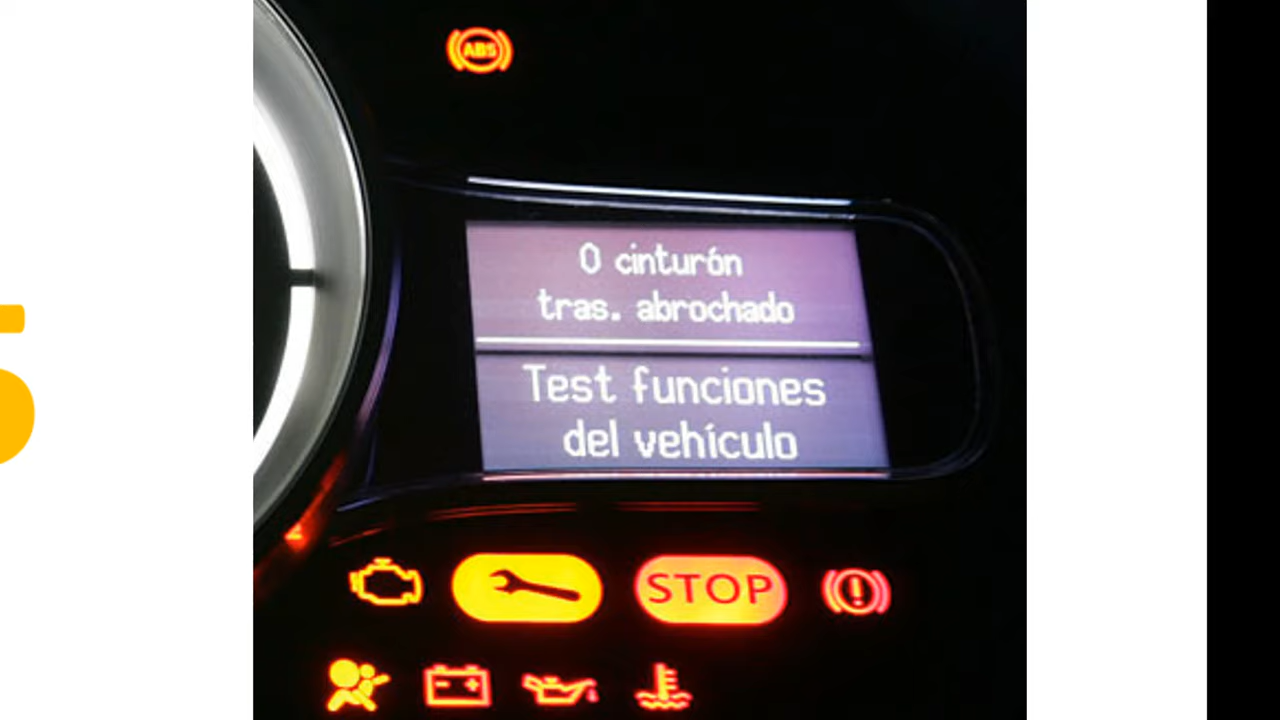 ABS
0 cinturón
tras. abrochado
Test funciones
del vehículo
STOP